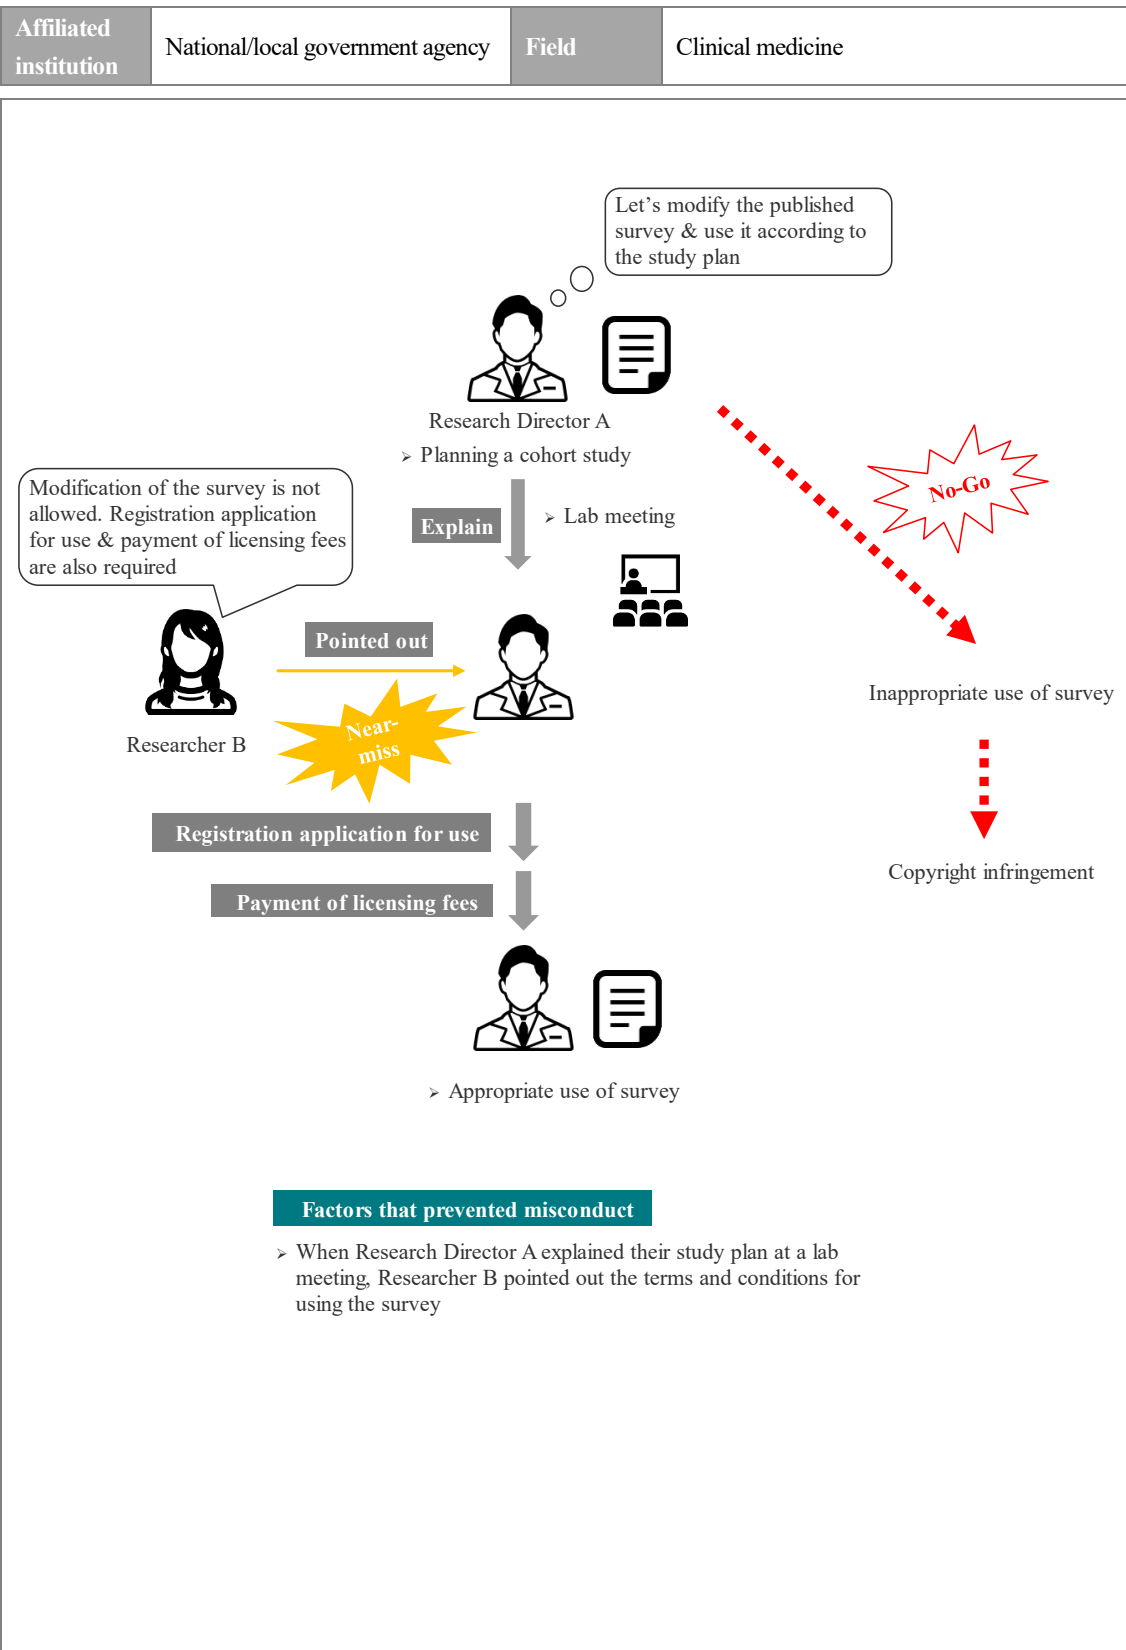 Affiliated
institution
National/local government agency
Field
Clinical medicine
Let’s modify the published
survey & use it according to
the study plan
Research Director A
➢ Planning a cohort study
No-Go
Modification of the survey is not
allowed. Registration application
for use & payment of licensing fees
are also required
Explain
➢ Lab meeting
Pointed out
Near-
miss
Researcher B
Inappropriate use of survey
Registration application for use
Copyright infringement
Payment of licensing fees
➢ Appropriate use of survey
Factors that prevented misconduct
➢ When Research Director A explained their study plan at a lab
meeting, Researcher B pointed out the terms and conditions for
using the survey